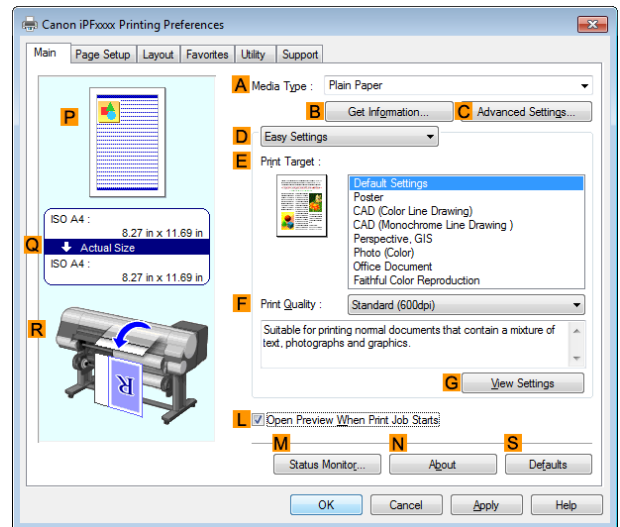 Canon iPFxxxx Printing Preferences
Main Page Setup Layout Favorites Utility Support
P
ISO A4 :
8.27 in x 11.69 in
Q
Actual Size
ISO A4 :
8.27 in x 11.69 in
R
R
A Media Type : Plain Paper
B Get Information... C Advanced Settings...
D Easy Settings
E Print Target :
Default Settings
Poster
CAD (Color Line Drawing)
CAD (Monochrome Line Drawing )
Perspective, GIS
Photo (Color)
Office Document
Faithful Color Reproduction
F Print Quality : Standard (600dpi)
Suitable for printing normal documents that contain a mixture of
text, photographs and graphics.
G View Settings
L Open Preview When Print Job Starts
M N S
Status Monitor... About Defaults
OK Cancel Apply Help